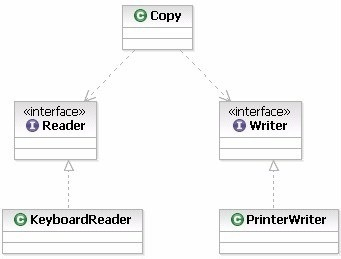 C Copy
«interface»
I Reader
«interface»
I Writer
C KeyboardReader
C PrinterWriter